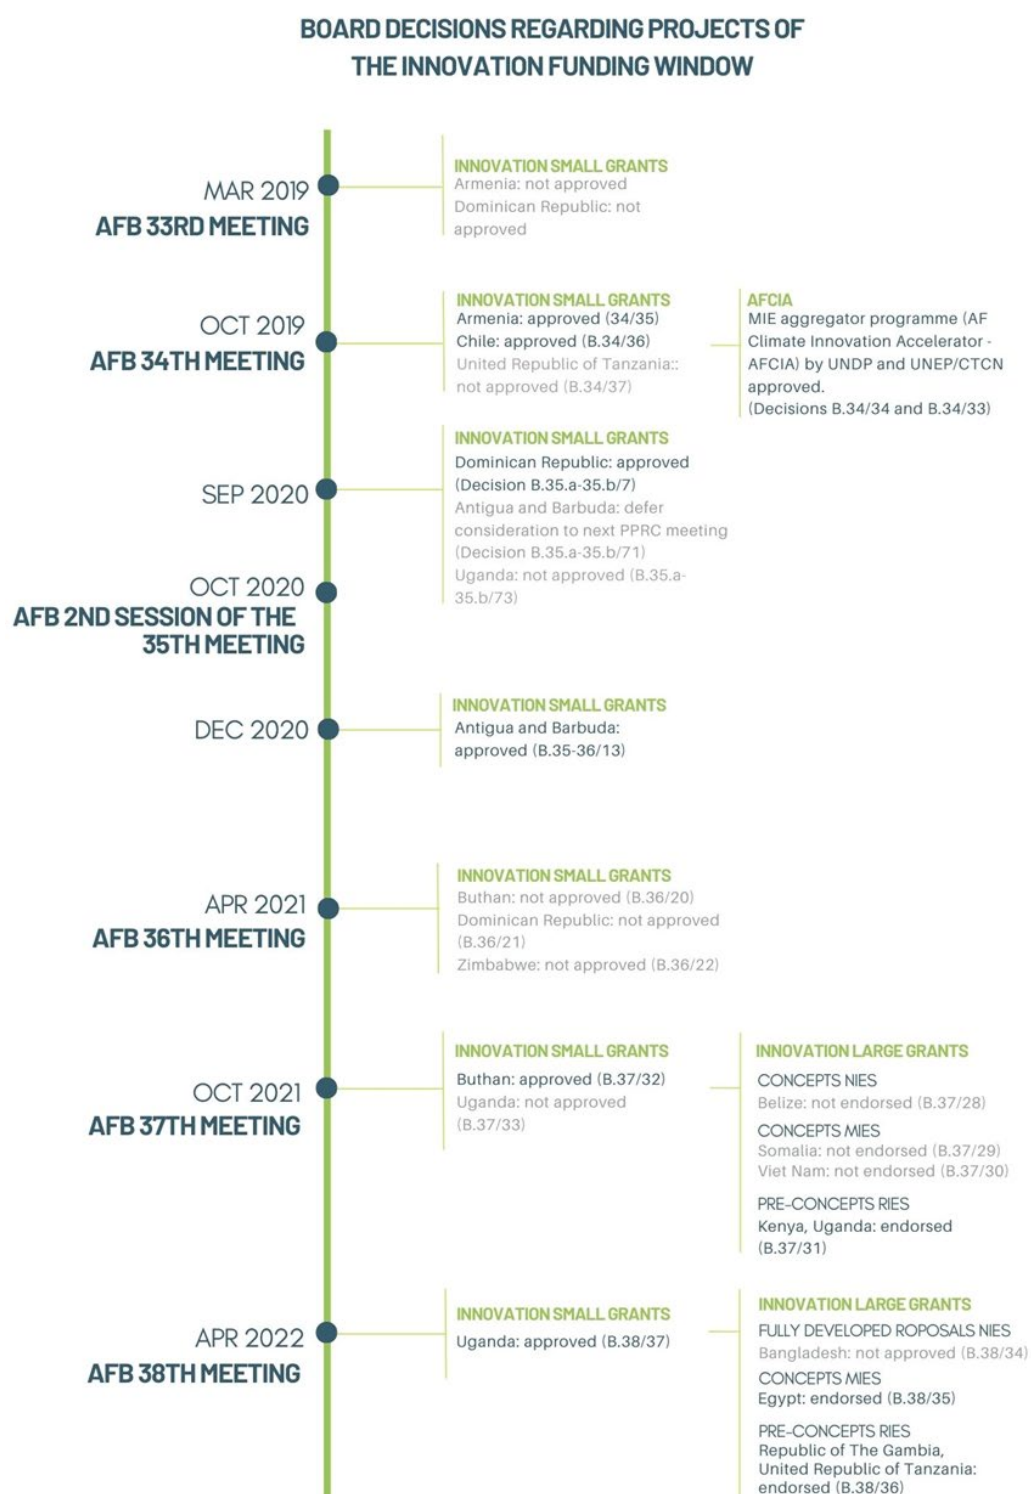 BOARD DECISIONS REGARDING PROJECTS OF
THE INNOVATION FUNDING WINDOW
MAR 2019
AFB 33RD MEETING
INNOVATION SMALL GRANTS
Armenia: not approved
Dominican Republic: not
approved
OCT 2019
AFB 34TH MEETING
INNOVATION SMALL GRANTS
Armenia: approved (34/35)
Chile: approved (B.34/36)
United Republic of Tanzania::
not approved (B.34/37)
AFCIA
MIE aggregator programme (AF
Climate Innovation Accelerator -
AFCIA) by UNDP and UNEP/CTCN
approved.
(Decisions B.34/34 and B.34/33)
SEP 2020
INNOVATION SMALL GRANTS
Dominican Republic: approved
(Decision B.35.a-35.b/7)
Antigua and Barbuda: defer
consideration to next PPRC meeting
(Decision B.35.a-35.b/71)
Uganda: not approved (B.35.a-
35.b/73)
OCT 2020
AFB 2ND SESSION OF THE
35TH MEETING
DEC 2020
INNOVATION SMALL GRANTS
Antigua and Barbuda:
approved (B.35-36/13)
APR 2021
AFB 36TH MEETING
INNOVATION SMALL GRANTS
Buthan: not approved (B.36/20)
Dominican Republic: not approved
(B.36/21)
Zimbabwe: not approved (B.36/22)
OCT 2021
AFB 37TH MEETING
INNOVATION SMALL GRANTS
Buthan: approved (B.37/32)
Uganda: not approved
(B.37/33)
INNOVATION LARGE GRANTS
CONCEPTS NIES
Belize: not endorsed (B.37/28)
CONCEPTS MIES
Somalia: not endorsed (B.37/29)
Viet Nam: not endorsed (B.37/30)
PRE-CONCEPTS RIES
Kenya, Uganda: endorsed
(B.37/31)
APR 2022
AFB 38TH MEETING
INNOVATION SMALL GRANTS
Uganda: approved (B.38/37)
INNOVATION LARGE GRANTS
FULLY DEVELOPED ROPOSALS NIES
Bangladesh: not approved (B.38/34)
CONCEPTS MIES
Egypt: endorsed (B.38/35)
PRE-CONCEPTS RIES
Republic of The Gambia,
United Republic of Tanzania:
endorsed (B.38/36)